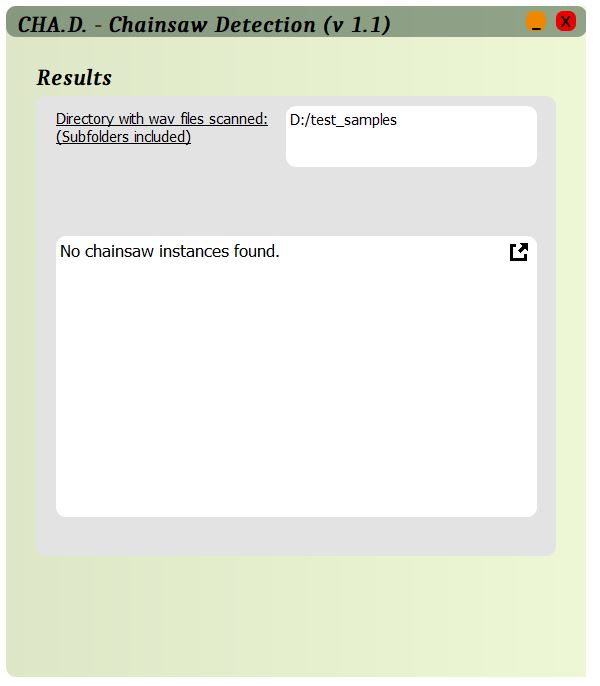 CHA.D. - Chainsaw Detection (v 1.1)
_ X
Results
Directory with wav files scanned:
(Subfolders included)
D:/test_samples
No chainsaw instances found.